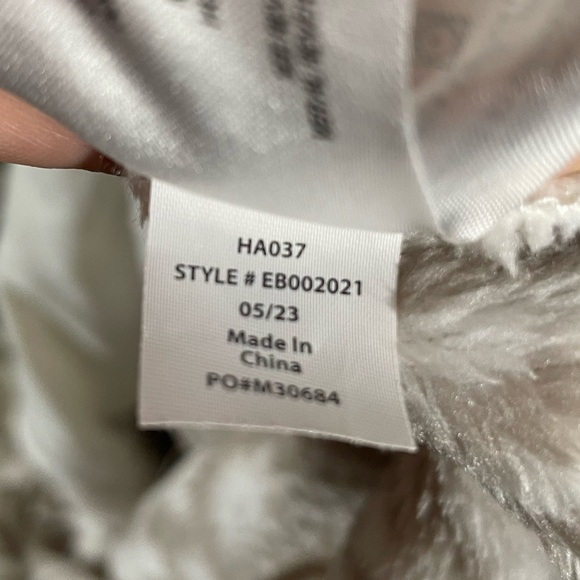 HA037
STYLE # EB002021
05/23
Made In
China
PO#M30684